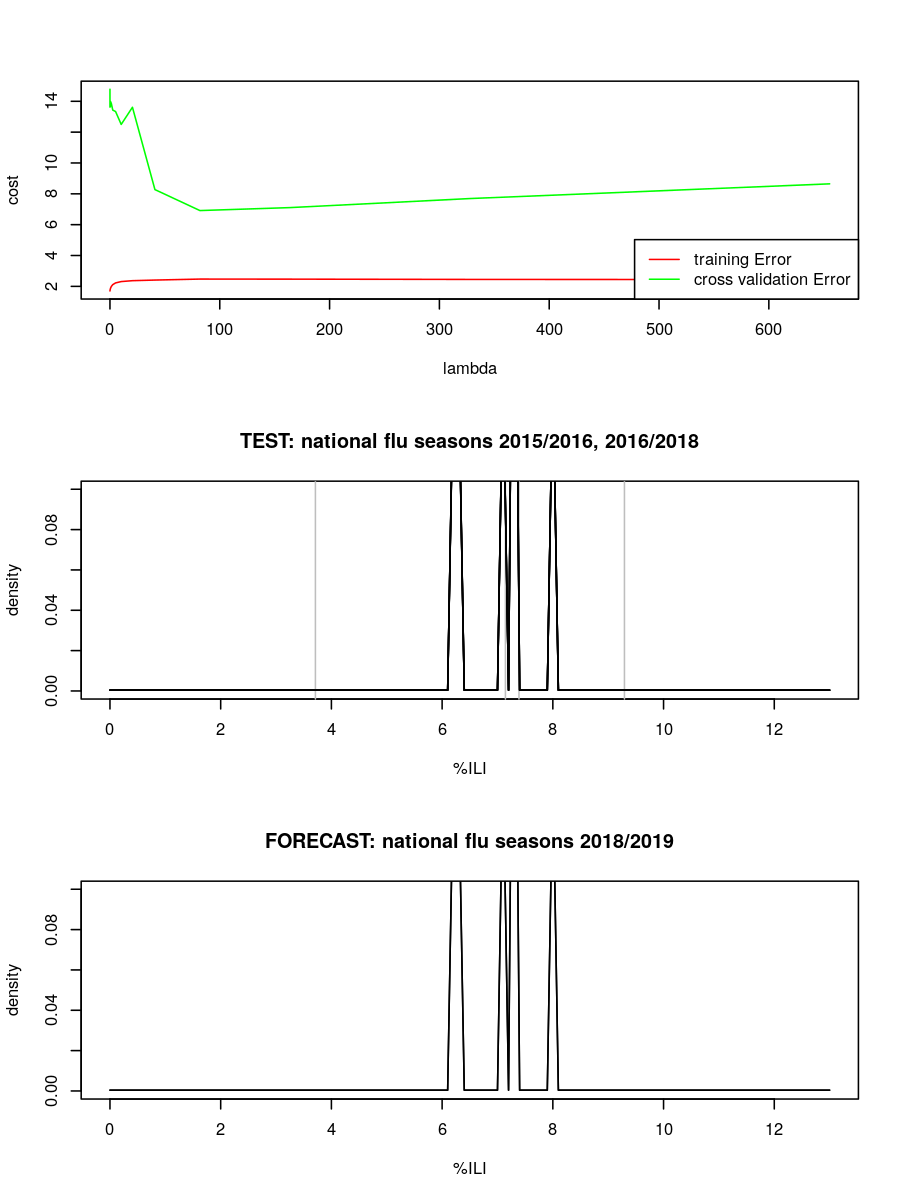 14
10
8
6
4
2
cost
training Error
cross validation Error
0 100 200 300 400 500 600
lambda
TEST: national flu seasons 2015/2016, 2016/2018
0.08
0.04
0.00
density
0 2 4 6 8 10 12
%ILI
FORECAST: national flu seasons 2018/2019
0.08
0.04
0.00
density
0 2 4 6 8 10 12
%ILI